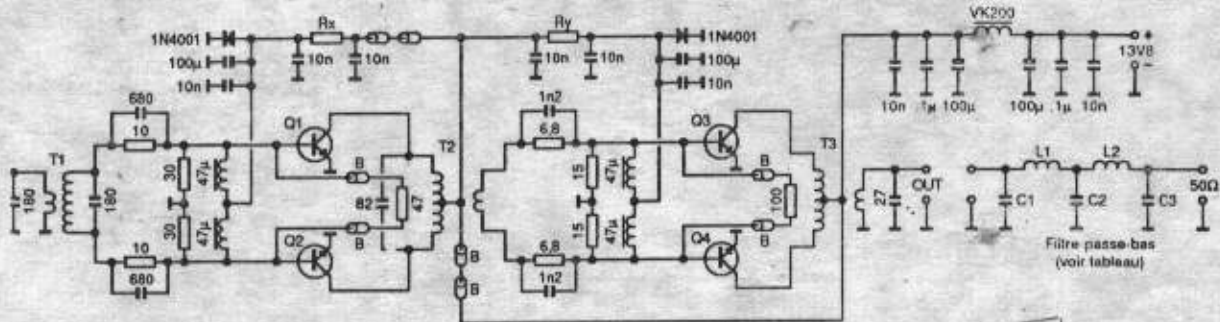 VK200
1N4001
Rx
Ry
1N4001
100µ
10n
10n
10n
10n
10n
100µ
10n
13V8
+
−
10n
.1µ
100µ
100µ
.1µ
10n
680
10
1n2
6,8
Q1
Q3
T1
T2
T3
B
B
180
180
30
47µ
82
47
15
47µ
100
27
OUT
L1
L2
C1
C2
C3
50Ω
30
47µ
15
47µ
B
B
10
Q2
B
6,8
Q4
680
B
1n2
Filtre passe-bas
(voir tableau)